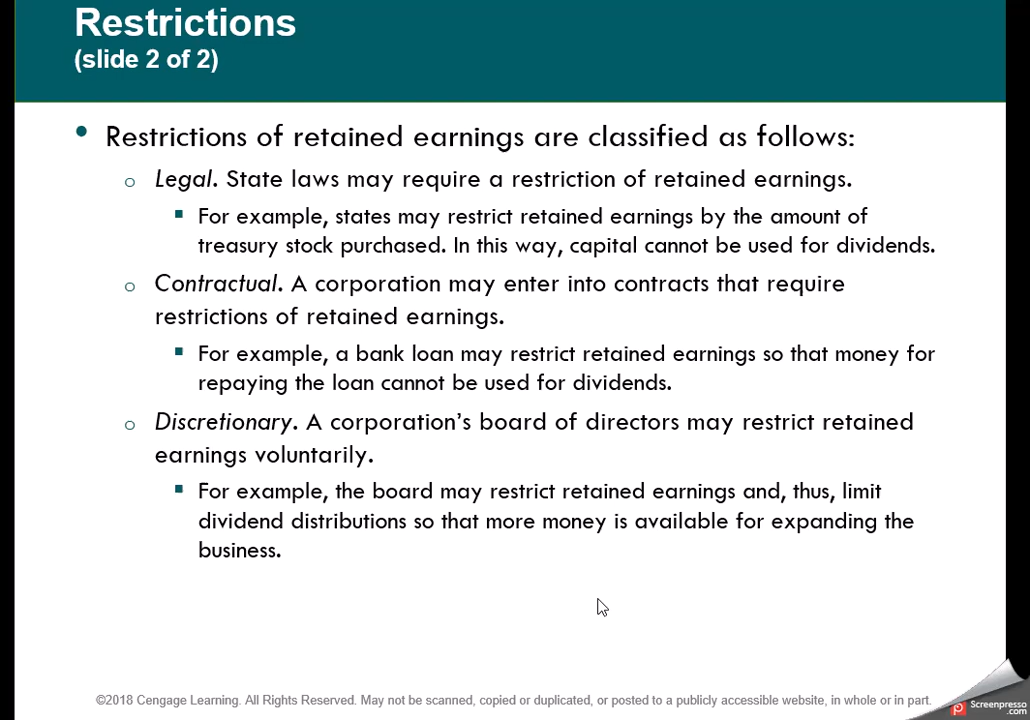 Restrictions
(slide 2 of 2)
• Restrictions of retained earnings are classified as follows:
o Legal. State laws may require a restriction of retained earnings.
▪ For example, states may restrict retained earnings by the amount of
treasury stock purchased. In this way, capital cannot be used for dividends.
o Contractual. A corporation may enter into contracts that require
restrictions of retained earnings.
▪ For example, a bank loan may restrict retained earnings so that money for
repaying the loan cannot be used for dividends.
o Discretionary. A corporation’s board of directors may restrict retained
earnings voluntarily.
▪ For example, the board may restrict retained earnings and, thus, limit
dividend distributions so that more money is available for expanding the
business.
©2018 Cengage Learning. All Rights Reserved. May not be scanned, copied or duplicated, or posted to a publicly accessible website, in whole or in part.
Screenpresso
.com